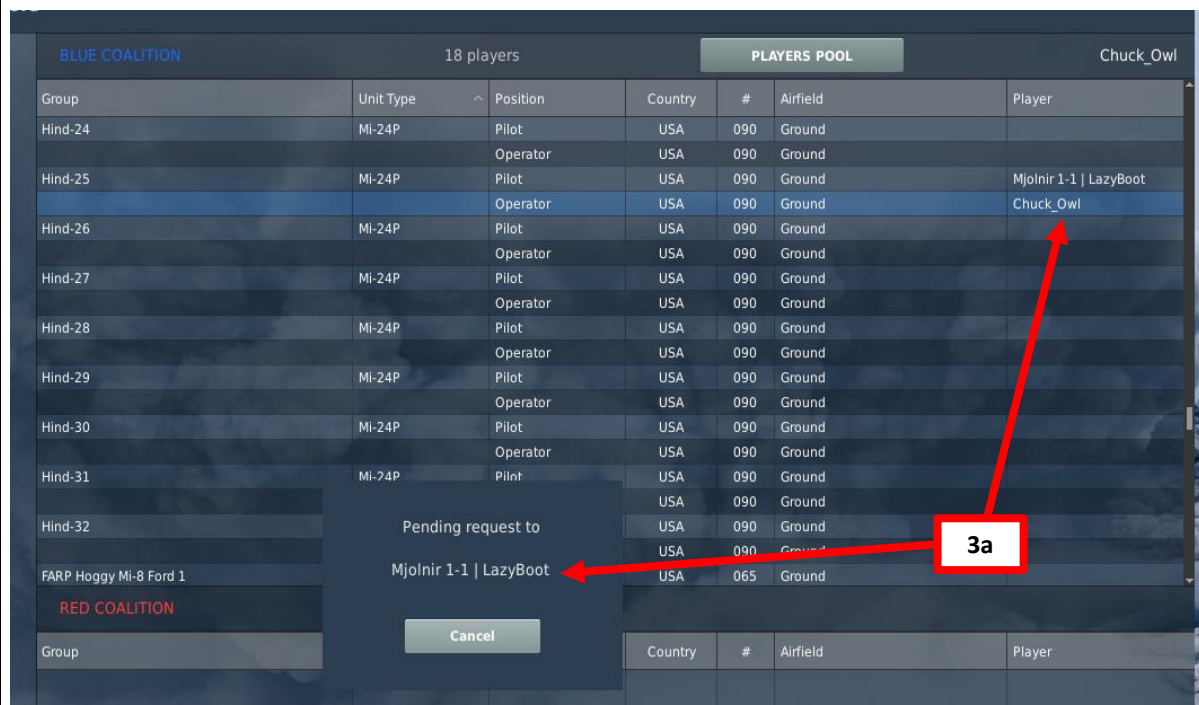 BLUE COALITION 18 players PLAYERS POOL Chuck_Owl
Group Unit Type Position Country # Airfield Player
Hind-24 Mi-24P Pilot USA 090 Ground
Operator USA 090 Ground
Hind-25 Mi-24P Pilot USA 090 Ground Mjolnir 1-1 | LazyBoot
Operator USA 090 Ground Chuck_Owl
Hind-26 Mi-24P Pilot USA 090 Ground
Operator USA 090 Ground
Hind-27 Mi-24P Pilot USA 090 Ground
Operator USA 090 Ground
Hind-28 Mi-24P Pilot USA 090 Ground
Operator USA 090 Ground
Hind-29 Mi-24P Pilot USA 090 Ground
Operator USA 090 Ground
Hind-30 Mi-24P Pilot USA 090 Ground
Operator USA 090 Ground
Hind-31 Mi-24P Pilot USA 090 Ground
USA 090 Ground
Hind-32 Pending request to USA 090 Ground
USA 090 Ground 3a
FARP Hoggy Mi-8 Ford 1 Mjolnir 1-1 | LazyBoot USA 065 Ground
RED COALITION
Cancel
Group Country # Airfield Player